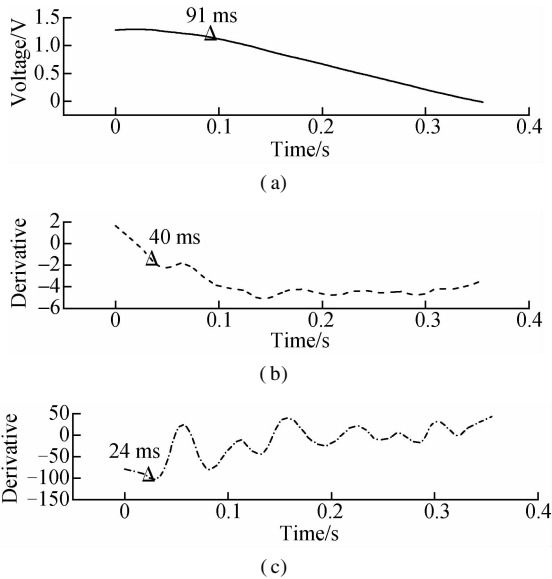 91 ms
1.5
1.0
0.5
0
Voltage/V
0 0.1 0.2 0.3 0.4
Time/s
(a)
40 ms
2
0
−2
−4
−6
Derivative
0 0.1 0.2 0.3 0.4
Time/s
(b)
24 ms
50
0
−50
−100
−150
Derivative
0 0.1 0.2 0.3 0.4
Time/s
(c)